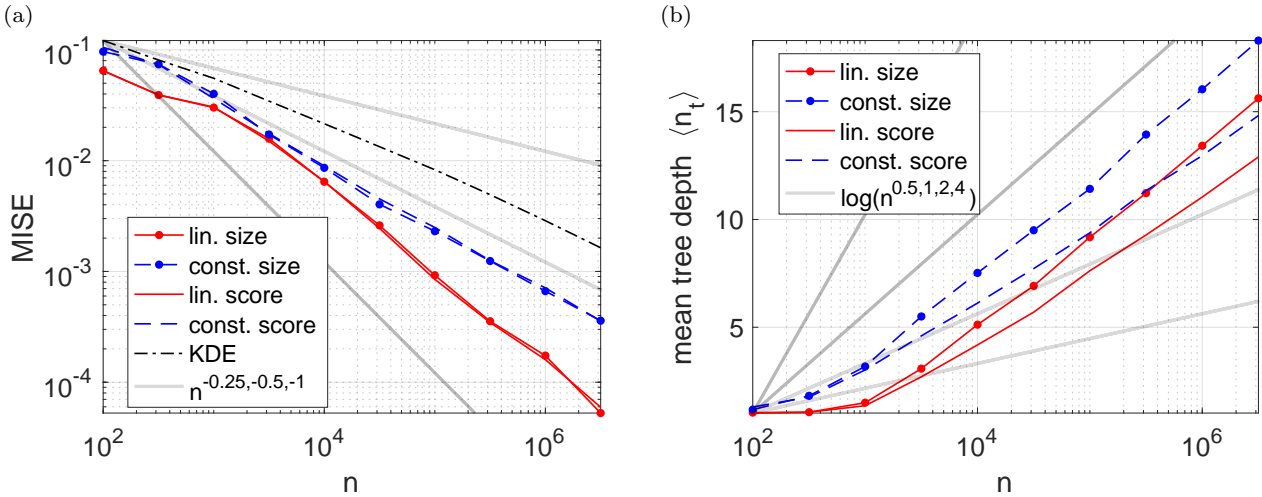 (a)
10^-1
10^-2
10^-3
10^-4
MISE
lin. size
const. size
lin. score
const. score
KDE
n^-0.25,-0.5,-1
10^2
10^4
10^6
n
(b)
15
10
5
mean tree depth ⟨n_t⟩
lin. size
const. size
lin. score
const. score
log(n^0.5,1,2,4)
10^2
10^4
10^6
n